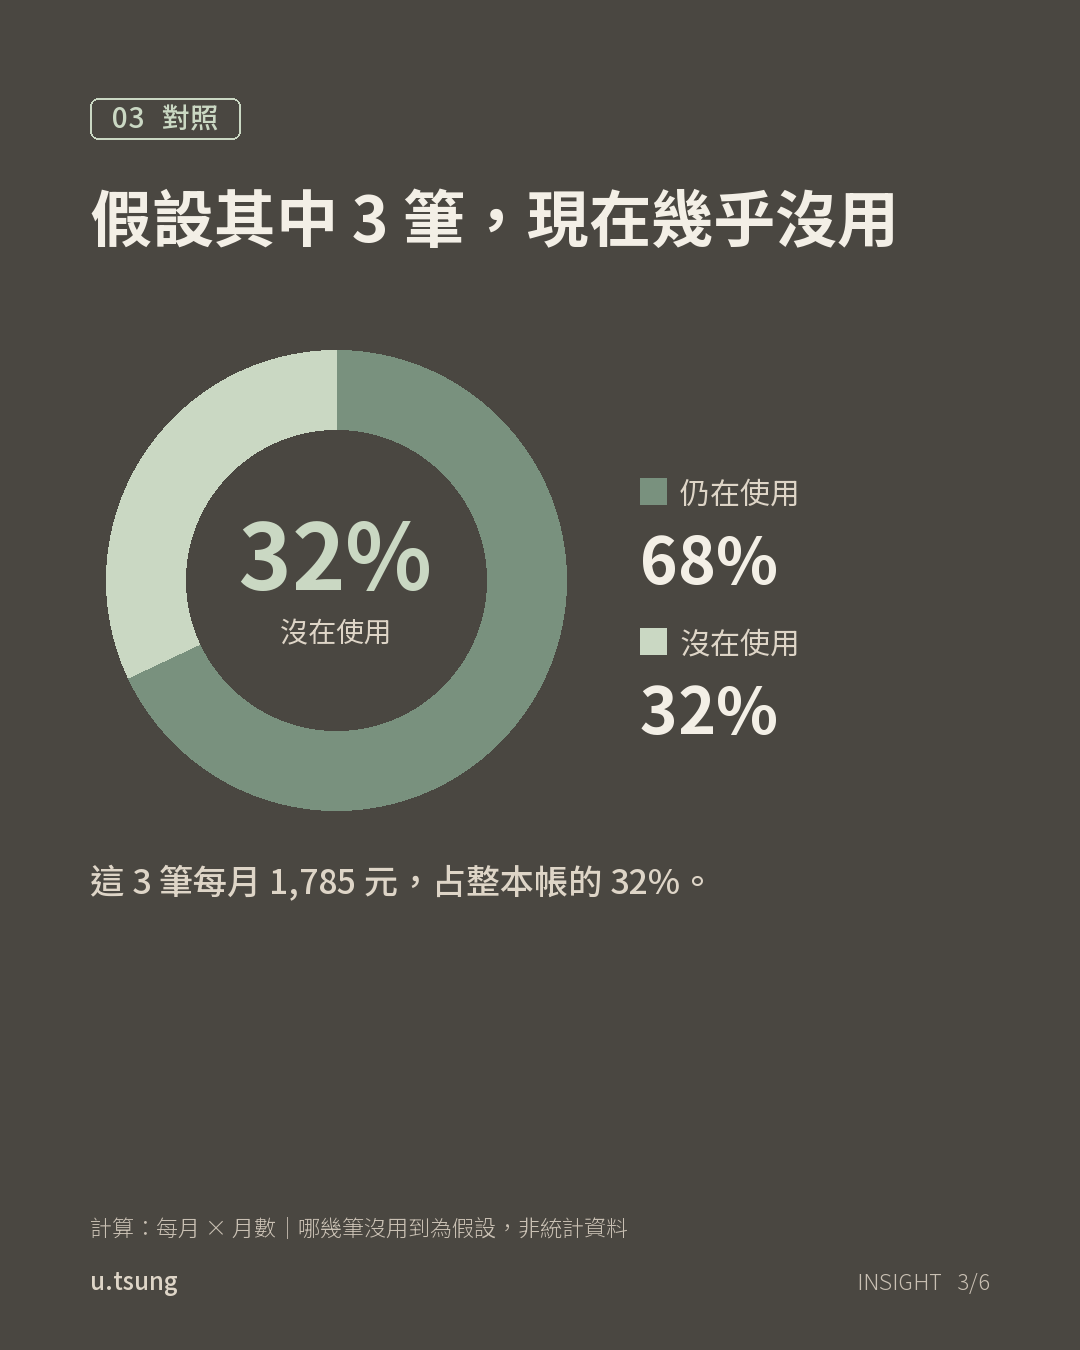 03 對照
假設其中 3 筆，現在幾乎沒用
32%
沒在使用
仍在使用
68%
沒在使用
32%
這 3 筆每月 1,785 元，占整本帳的 32%。
計算：每月 × 月數｜哪幾筆沒用到為假設，非統計資料
u.tsung
INSIGHT 3/6